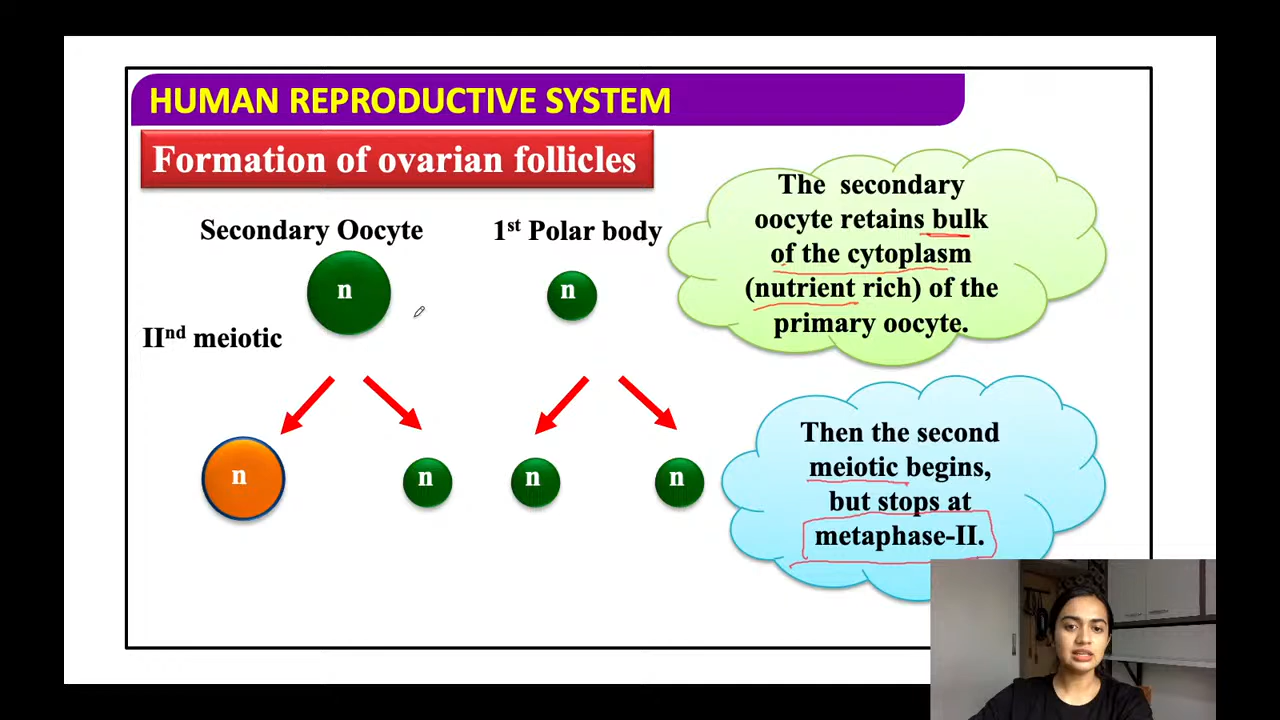 HUMAN REPRODUCTIVE SYSTEM
Formation of ovarian follicles
Secondary Oocyte
1st Polar body
n
n
IInd meiotic
n
n
n
n
The secondary
oocyte retains bulk
of the cytoplasm
(nutrient rich) of the
primary oocyte.
Then the second
meiotic begins,
but stops at
metaphase-II.